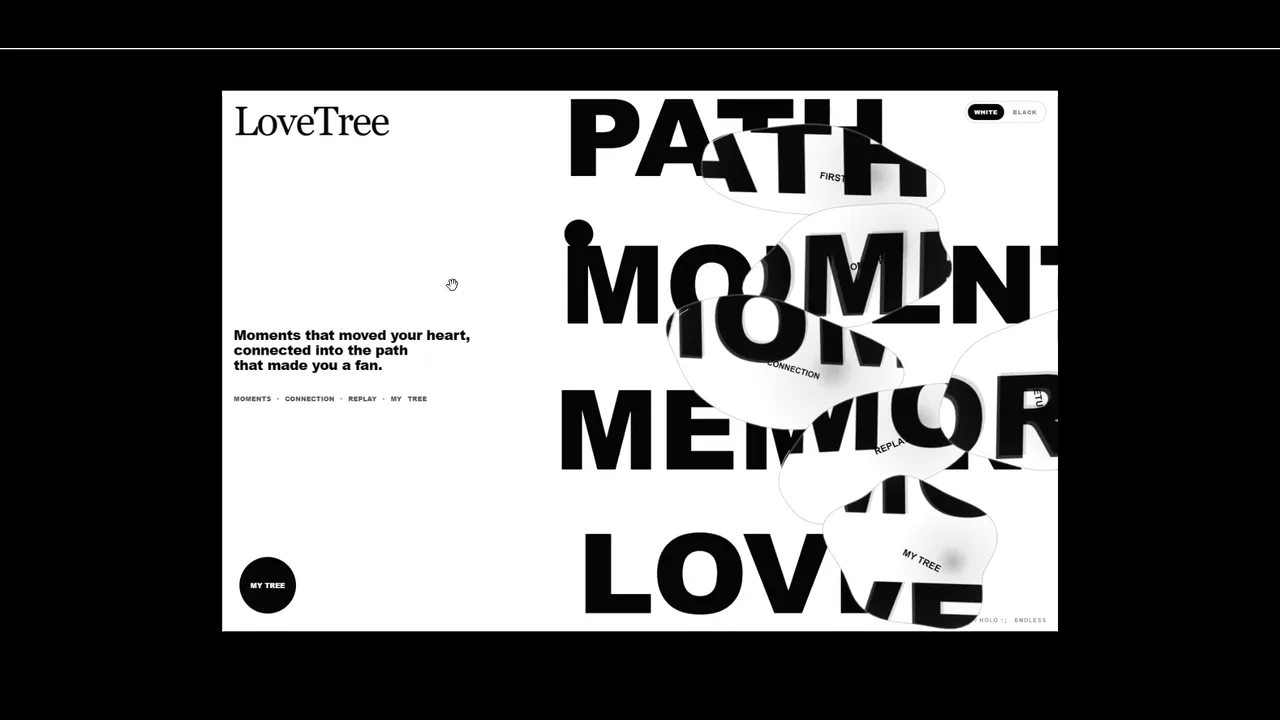 LoveTree
WHITE
BLACK
PATH
FIRST
MOMENT
CONNECTION
Moments that moved your heart,
connected into the path
that made you a fan.
MOMENTS · CONNECTION · REPLAY · MY TREE
MEMOR
REPLA
LOVE
MY TREE
MY TREE
HOLD
ENDLESS